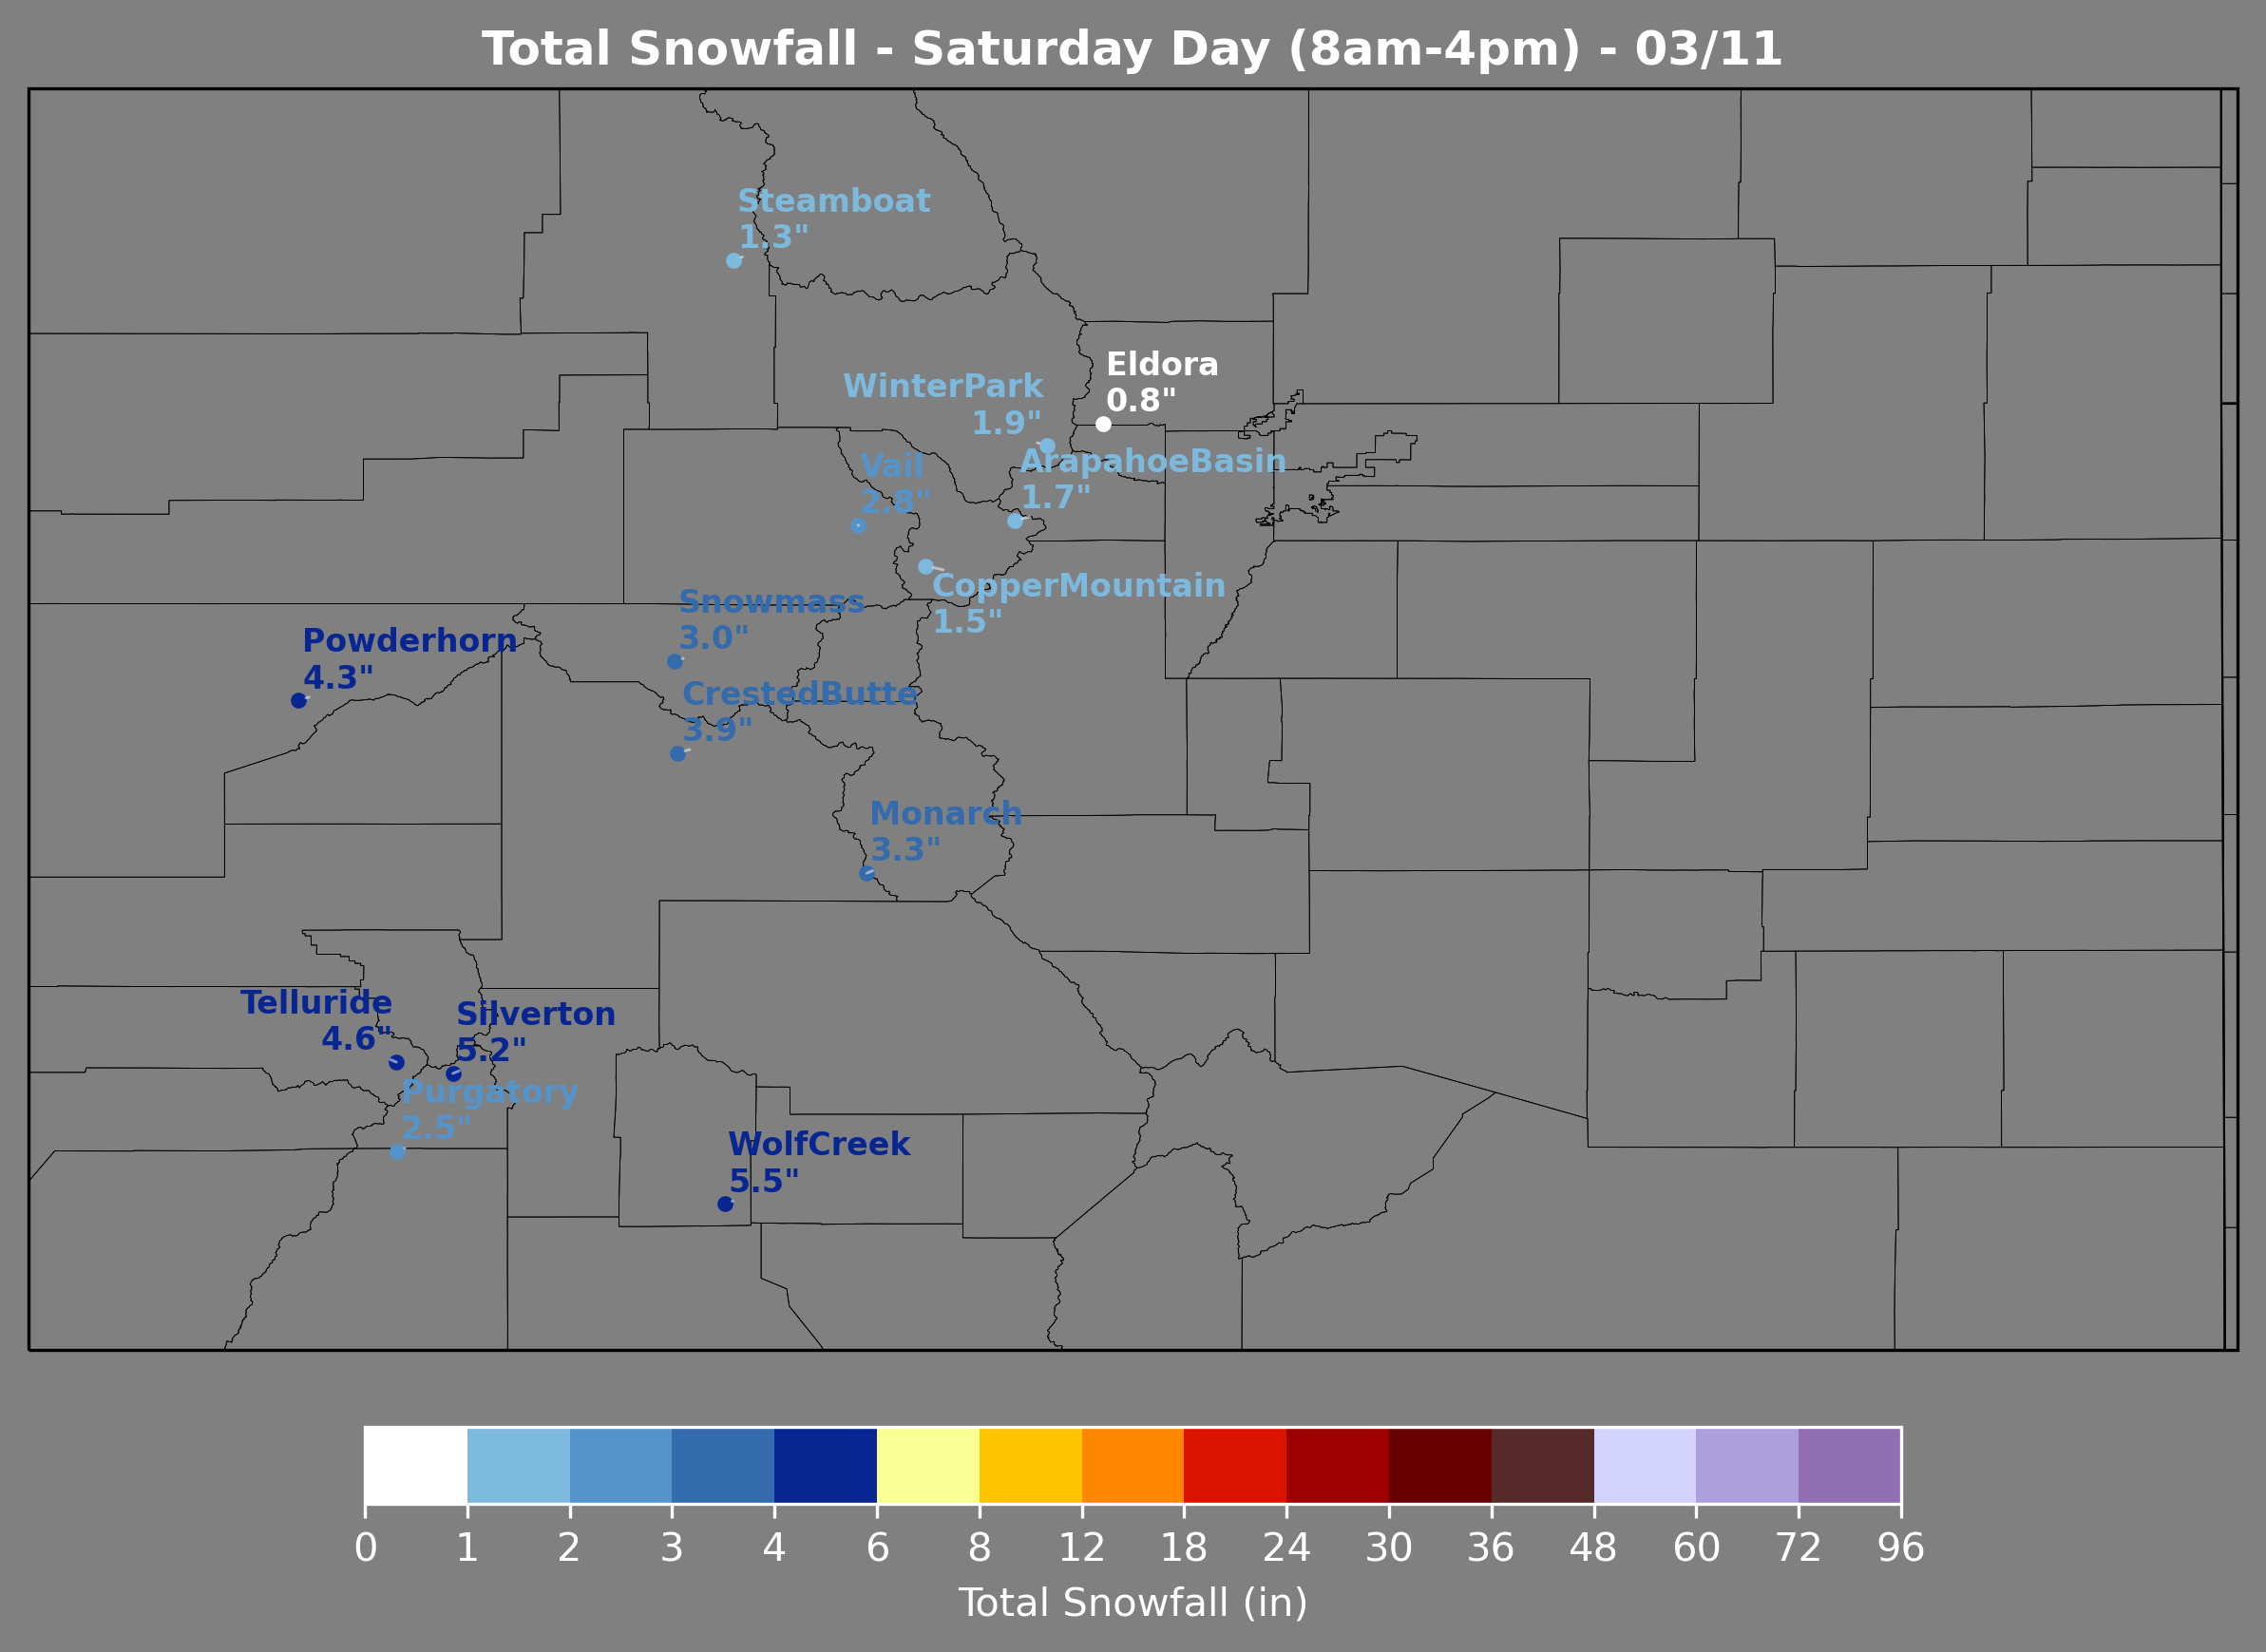 Total Snowfall - Saturday Day (8am-4pm) - 03/11
Steamboat
1.3"
Eldora
0.8"
WinterPark
1.9"
ArapahoeBasin
1.7"
Vail
2.8"
CopperMountain
1.5"
Snowmass
3.0"
Powderhorn
4.3"
CrestedButte
3.9"
Monarch
3.3"
Telluride
4.6"
Silverton
5.2"
Purgatory
2.5"
WolfCreek
5.5"
0 1 2 3 4 6 8 12 18 24 30 36 48 60 72 96
Total Snowfall (in)